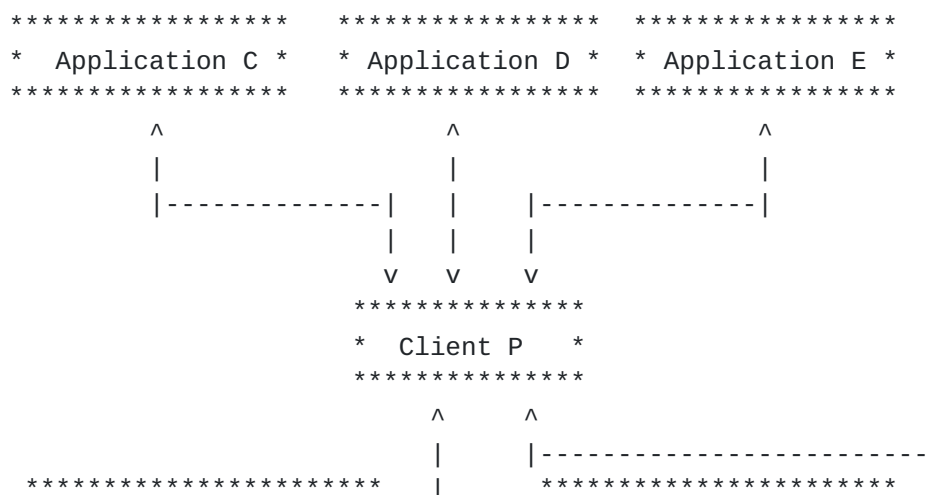 ******************   *****************  *****************
*  Application C *   * Application D *  * Application E *
******************   *****************  *****************
         ^                  ^                   ^
         |                  |                   |
         |--------------|   |    |--------------|
                        |   |    |
                        v   v    v
                      ***************
                      *  Client P   *
                      ***************
                           ^     ^
                           |     |-------------------------
 ***********************   |      ***********************